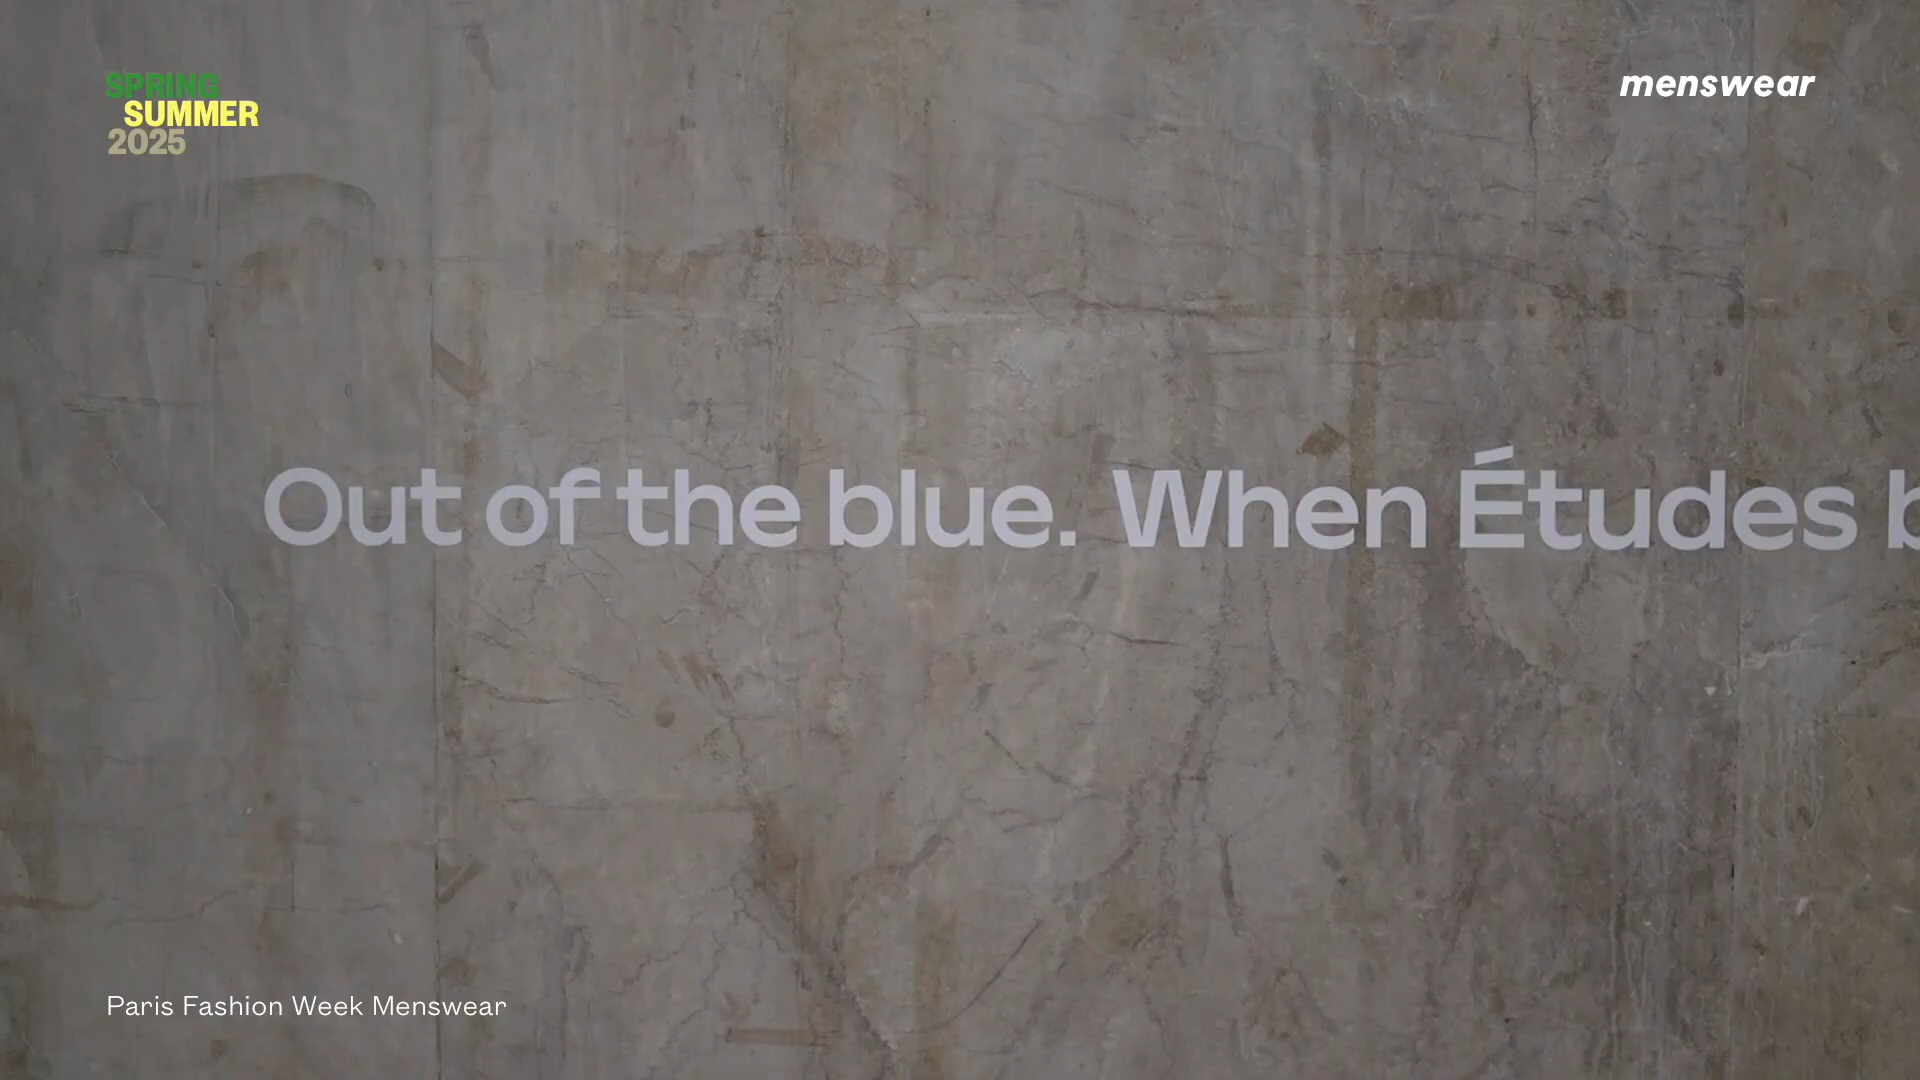 SPRING
SUMMER
2025
menswear
Out of the blue. When Études b
Paris Fashion Week Menswear